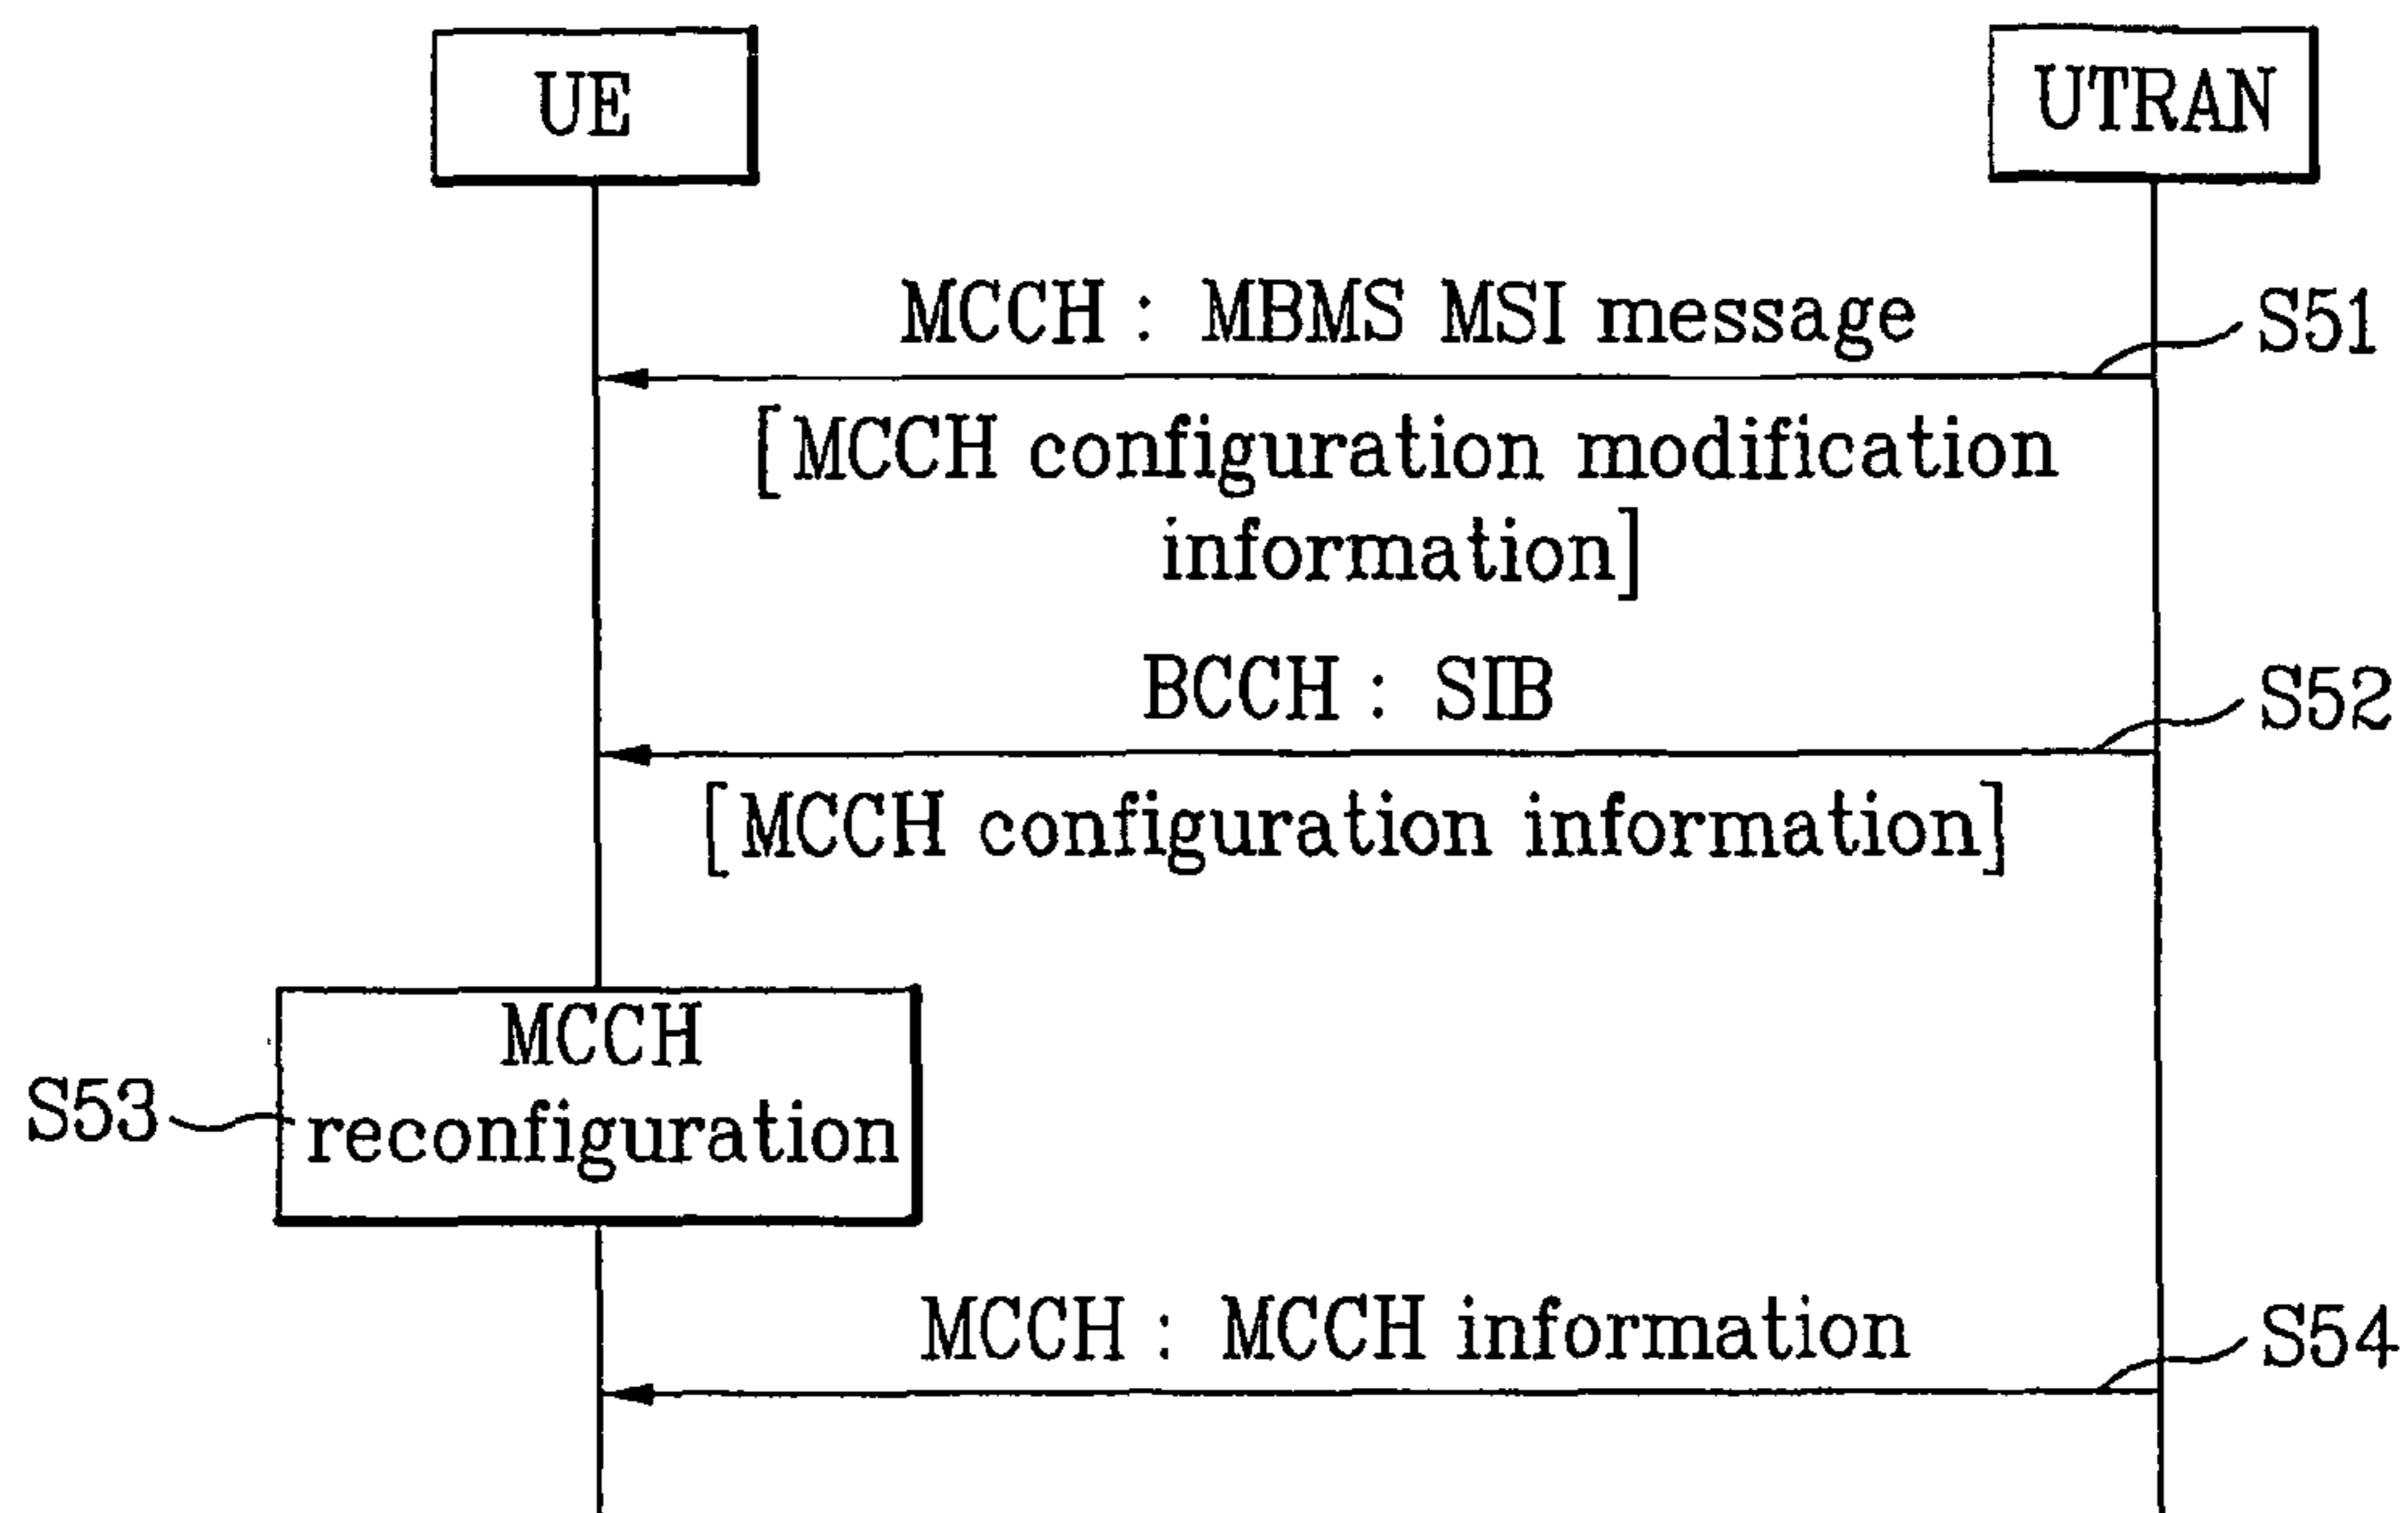 UE
UTRAN
MCCH : MBMS MSI message
S51
[MCCH configuration modification
information]
BCCH : SIB
S52
[MCCH configuration information]
MCCH
S53
reconfiguration
MCCH : MCCH information
S54